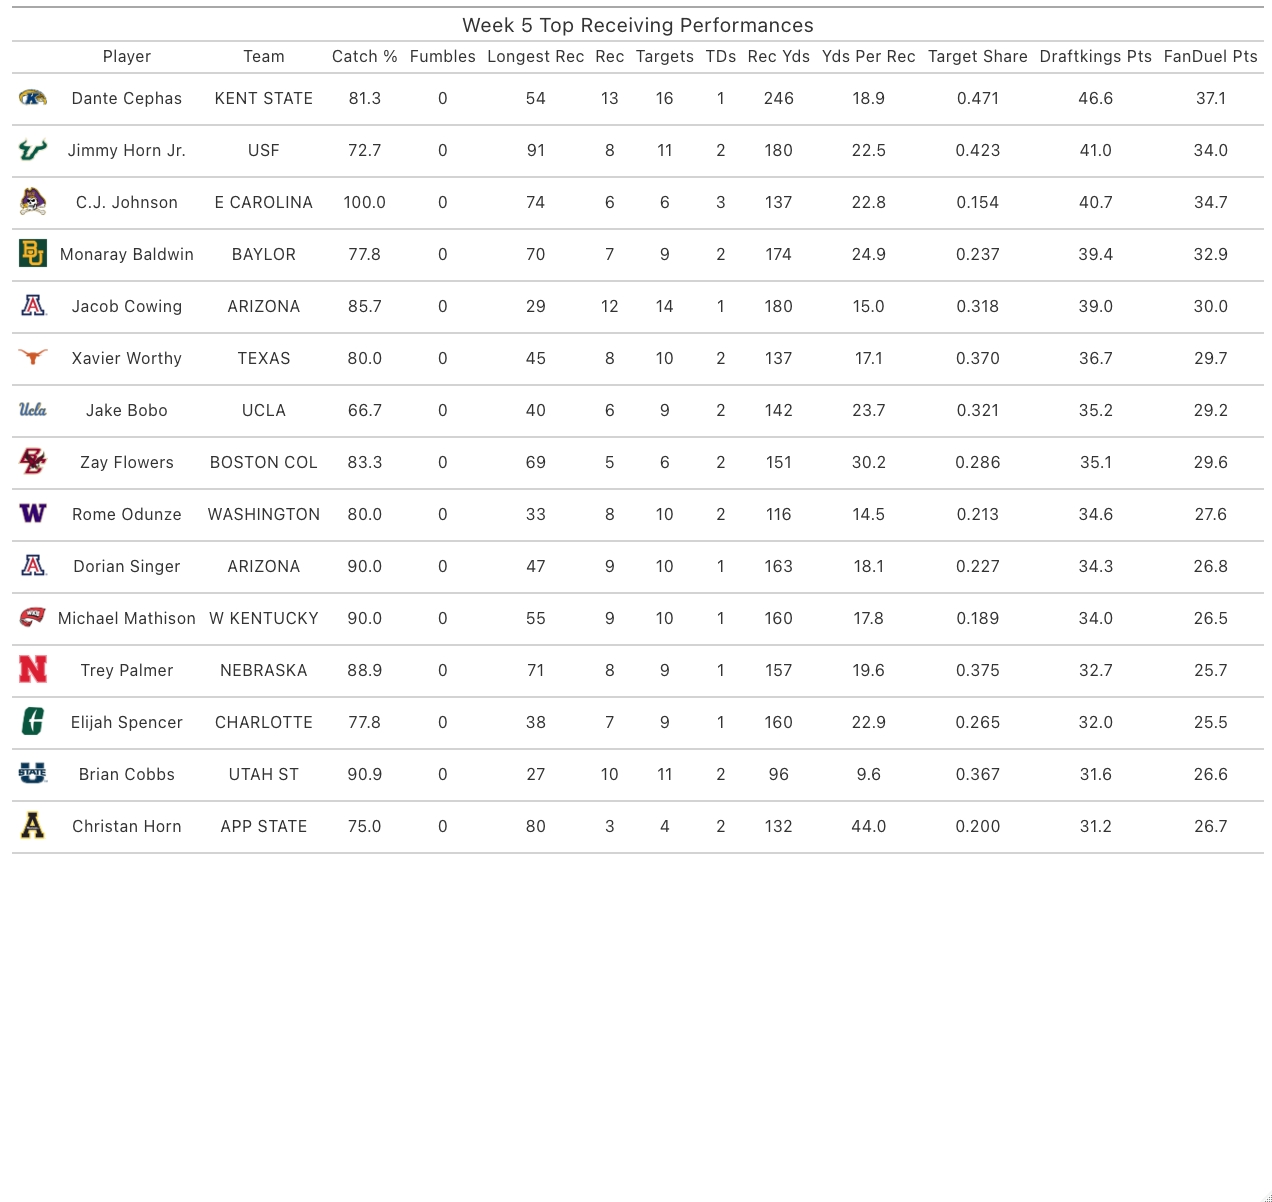 Week 5 Top Receiving Performances
Player Team Catch % Fumbles Longest Rec Rec Targets TDs Rec Yds Yds Per Rec Target Share Draftkings Pts FanDuel Pts
Dante Cephas KENT STATE 81.3 0 54 13 16 1 246 18.9 0.471 46.6 37.1
Jimmy Horn Jr. USF 72.7 0 91 8 11 2 180 22.5 0.423 41.0 34.0
C.J. Johnson E CAROLINA 100.0 0 74 6 6 3 137 22.8 0.154 40.7 34.7
Monaray Baldwin BAYLOR 77.8 0 70 7 9 2 174 24.9 0.237 39.4 32.9
Jacob Cowing ARIZONA 85.7 0 29 12 14 1 180 15.0 0.318 39.0 30.0
Xavier Worthy TEXAS 80.0 0 45 8 10 2 137 17.1 0.370 36.7 29.7
Ucla Jake Bobo UCLA 66.7 0 40 6 9 2 142 23.7 0.321 35.2 29.2
Zay Flowers BOSTON COL 83.3 0 69 5 6 2 151 30.2 0.286 35.1 29.6
W Rome Odunze WASHINGTON 80.0 0 33 8 10 2 116 14.5 0.213 34.6 27.6
A Dorian Singer ARIZONA 90.0 0 47 9 10 1 163 18.1 0.227 34.3 26.8
Michael Mathison W KENTUCKY 90.0 0 55 9 10 1 160 17.8 0.189 34.0 26.5
N Trey Palmer NEBRASKA 88.9 0 71 8 9 1 157 19.6 0.375 32.7 25.7
C Elijah Spencer CHARLOTTE 77.8 0 38 7 9 1 160 22.9 0.265 32.0 25.5
STATE Brian Cobbs UTAH ST 90.9 0 27 10 11 2 96 9.6 0.367 31.6 26.6
A Christan Horn APP STATE 75.0 0 80 3 4 2 132 44.0 0.200 31.2 26.7